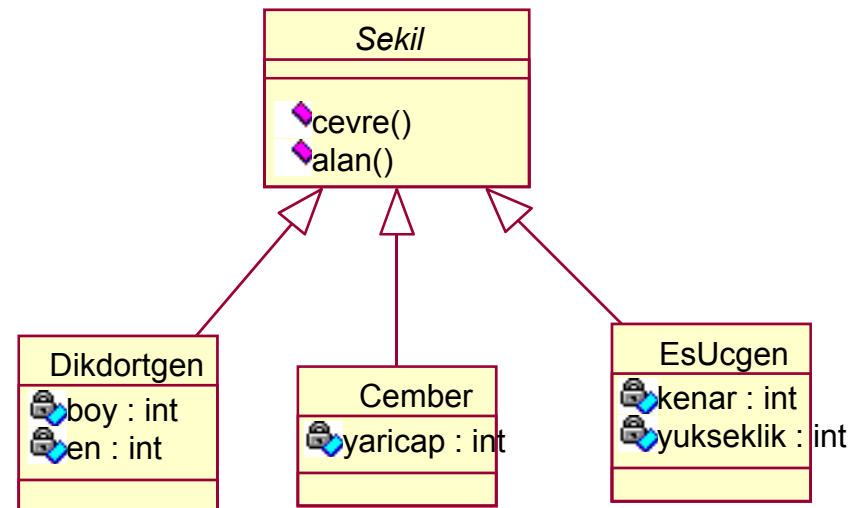 Sekil
cevre()
alan()
Dikdortgen
boy : int
en : int
Cember
yaricap : int
EsUcgen
kenar : int
yukseklik : int